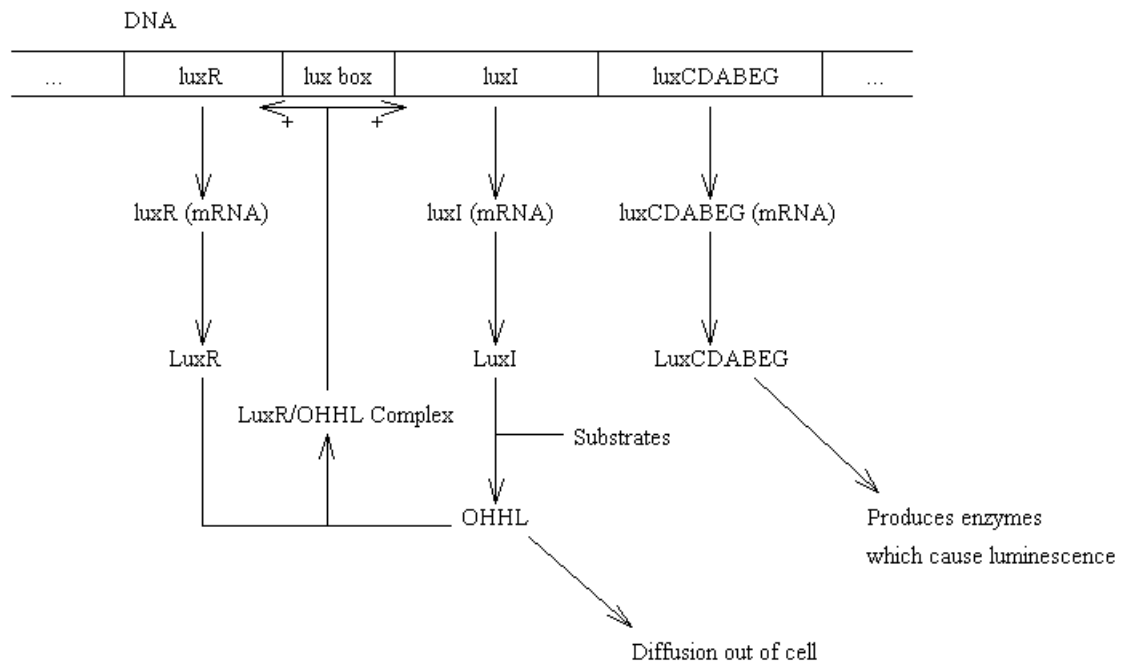 DNA
... luxR lux box luxI luxCDABEG ...
+ +
luxR (mRNA) luxI (mRNA) luxCDABEG (mRNA)
LuxR LuxI LuxCDABEG
LuxR/OHHL Complex
Substrates
OHHL
Produces enzymes
which cause luminescence
Diffusion out of cell